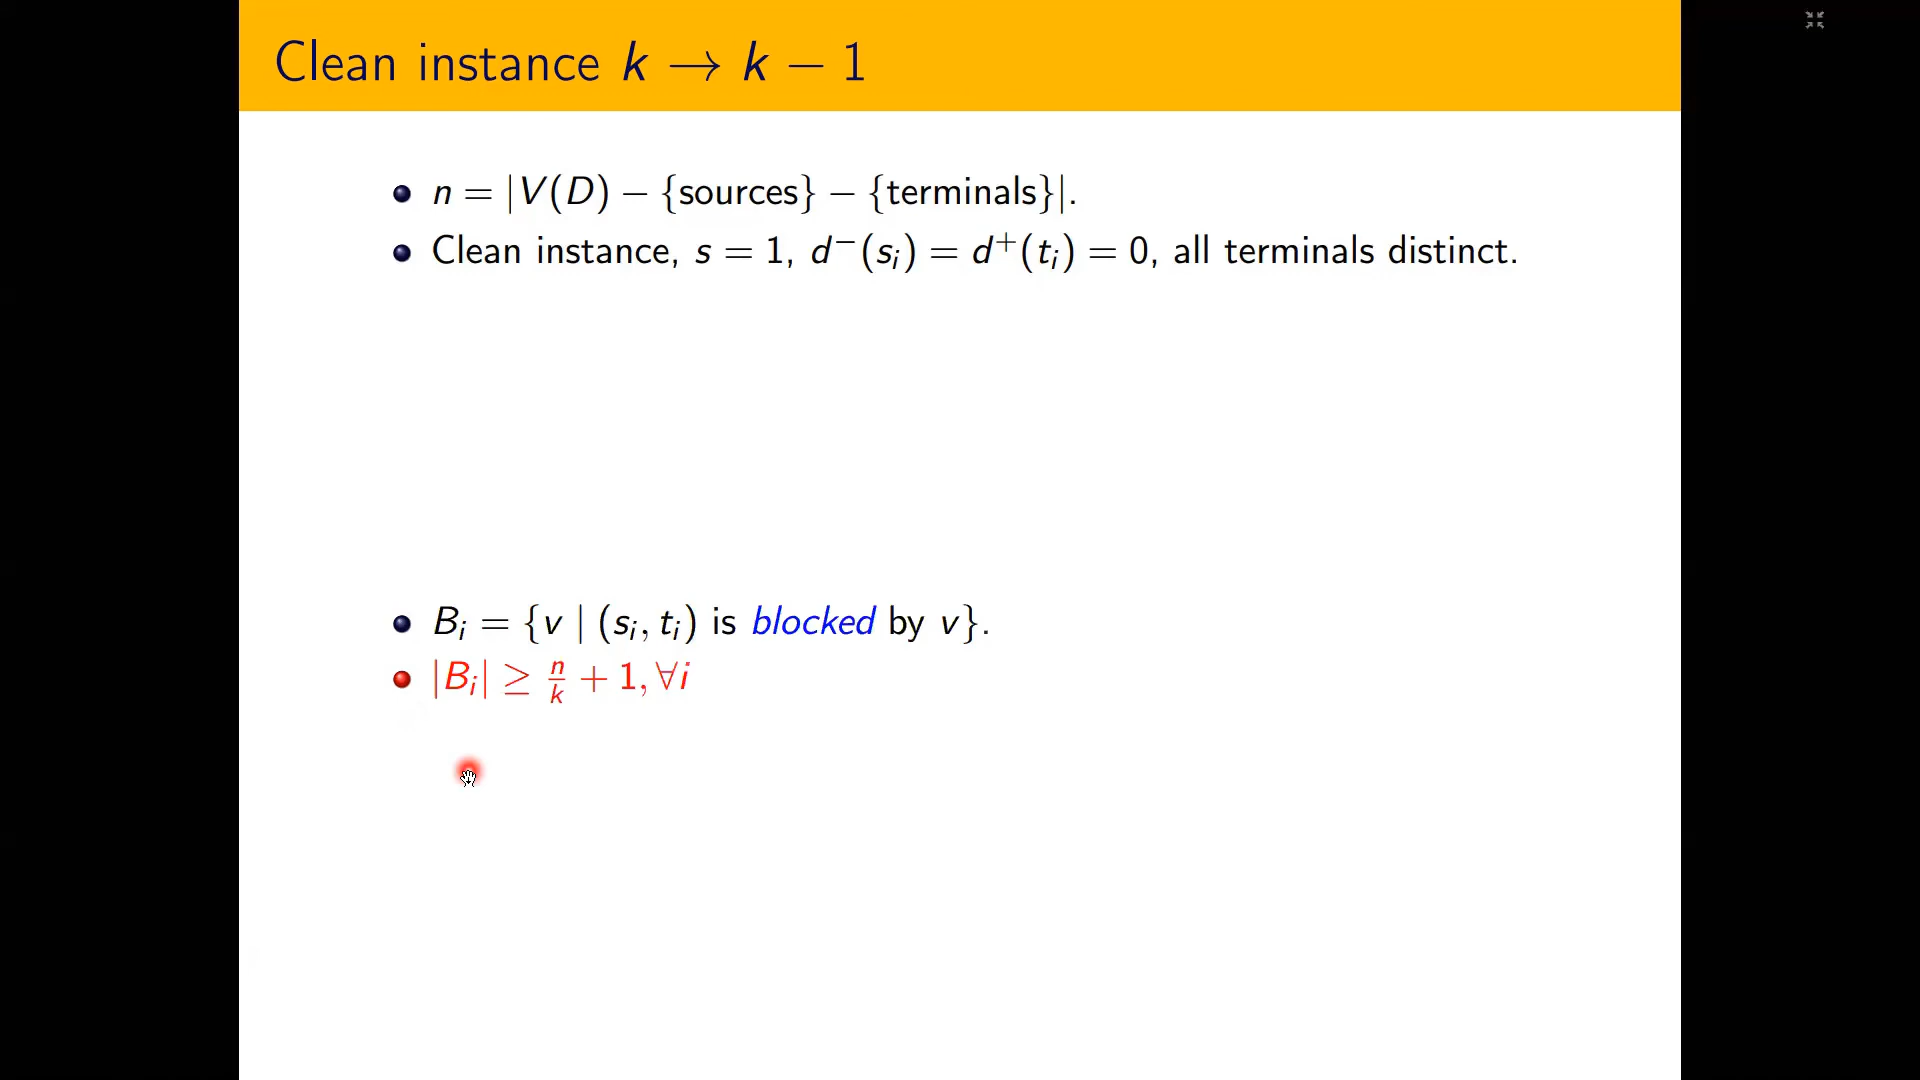 Clean instance k → k − 1
n = |V(D) − {sources} − {terminals}|.
Clean instance, s = 1, d⁻(sᵢ) = d⁺(tᵢ) = 0, all terminals distinct.
Bᵢ = {v | (sᵢ, tᵢ) is blocked by v}.
|Bᵢ| ≥ n/k + 1, ∀i